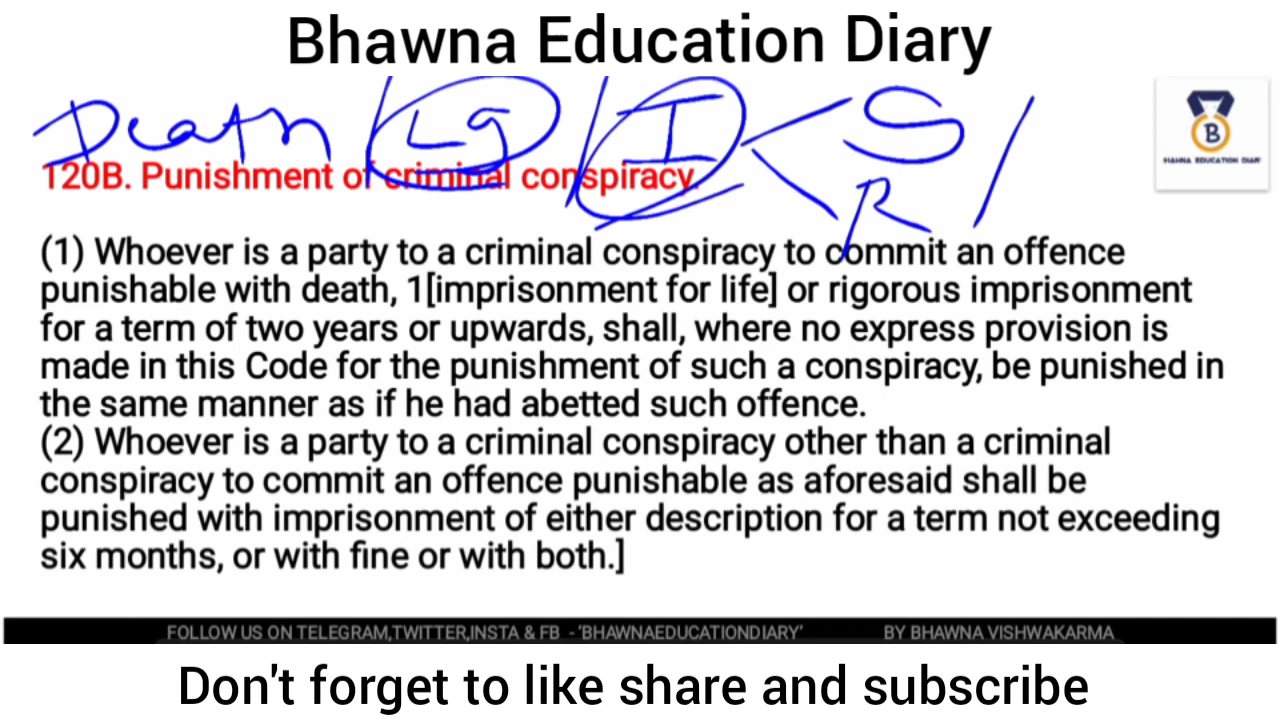 Bhawna Education Diary
Death / I < S /
R
120B. Punishment of criminal conspiracy.
B
(1) Whoever is a party to a criminal conspiracy to commit an offence
punishable with death, 1[imprisonment for life] or rigorous imprisonment
for a term of two years or upwards, shall, where no express provision is
made in this Code for the punishment of such a conspiracy, be punished in
the same manner as if he had abetted such offence.
(2) Whoever is a party to a criminal conspiracy other than a criminal
conspiracy to commit an offence punishable as aforesaid shall be
punished with imprisonment of either description for a term not exceeding
six months, or with fine or with both.]
FOLLOW US ON TELEGRAM,TWITTER,INSTA & FB - 'BHAWNAEDUCATIONDIARY' BY BHAWNA VISHWAKARMA
Don't forget to like share and subscribe